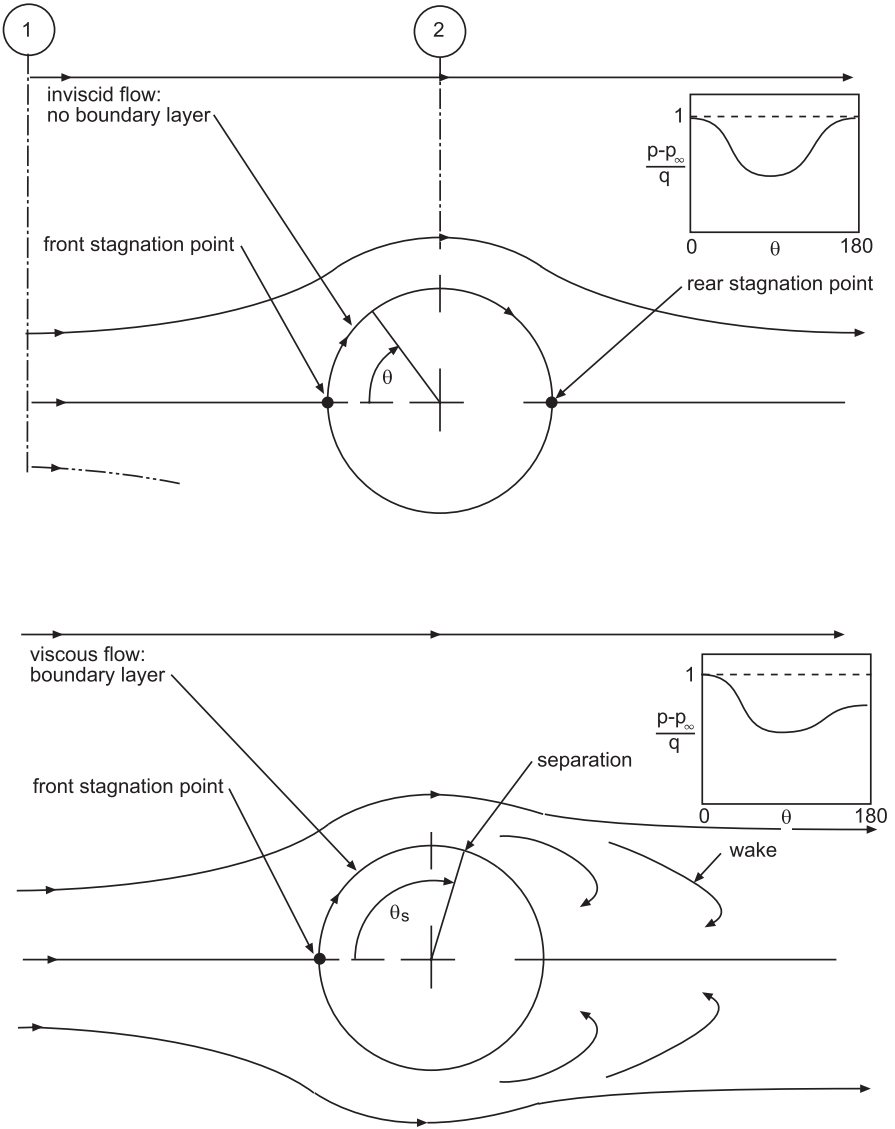 1
2
inviscid flow:
no boundary layer
1
p-p∞
q
front stagnation point
0
θ
180
rear stagnation point
θ
viscous flow:
boundary layer
1
p-p∞
q
separation
front stagnation point
0
θ
180
wake
θs